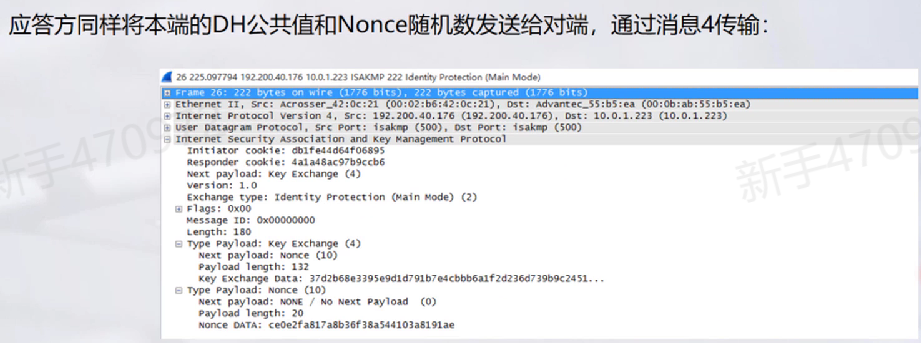 应答方同样将本端的DH公共值和Nonce随机数发送给对端，通过消息4传输：
26 225.097794 192.200.40.176 10.0.1.223 ISAKMP 222 Identity Protection (Main Mode)
Frame 26: 222 bytes on wire (1776 bits), 222 bytes captured (1776 bits)
Ethernet II, Src: Acrosser_42:0c:21 (00:02:b6:42:0c:21), Dst: Advantec_55:b5:ea (00:0b:ab:55:b5:ea)
Internet Protocol Version 4, Src: 192.200.40.176 (192.200.40.176), Dst: 10.0.1.223 (10.0.1.223)
User Datagram Protocol, Src Port: isakmp (500), Dst Port: isakmp (500)
Internet Security Association and Key Management Protocol
Initiator cookie: db1fe44d64f06895
Responder cookie: 4a1a48ac97b9ccb6
Next payload: Key Exchange (4)
Version: 1.0
Exchange type: Identity Protection (Main Mode) (2)
Flags: 0x00
Message ID: 0x00000000
Length: 180
Type Payload: Key Exchange (4)
Next payload: Nonce (10)
Payload length: 132
Key Exchange Data: 37d2b68e3395e9d1d791b7e4cbbb6a1f2d236d739b9c2451...
Type Payload: Nonce (10)
Next payload: NONE / No Next Payload (0)
Payload length: 20
Nonce DATA: ce0e2fa817a8b36f38a544103a8191ae
新手4709
新手4709